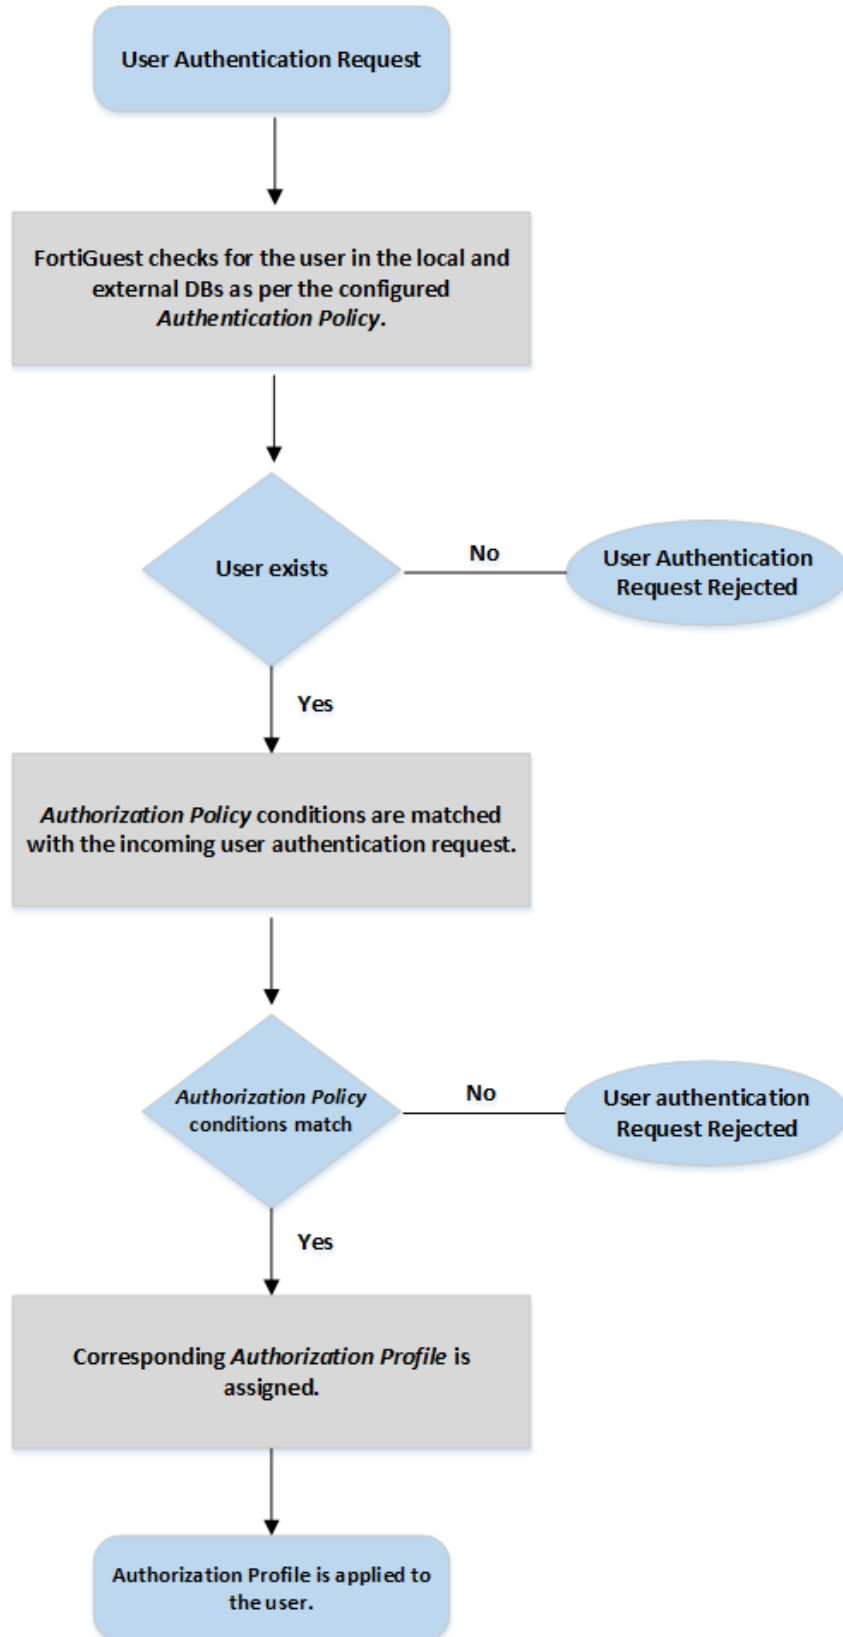 User Authentication Request
FortiGuest checks for the user in the local and
external DBs as per the configured
Authentication Policy.
User exists
No
User Authentication
Request Rejected
Yes
Authorization Policy conditions are matched
with the incoming user authentication request.
Authorization Policy
conditions match
No
User authentication
Request Rejected
Yes
Corresponding Authorization Profile is
assigned.
Authorization Profile is applied to
the user.